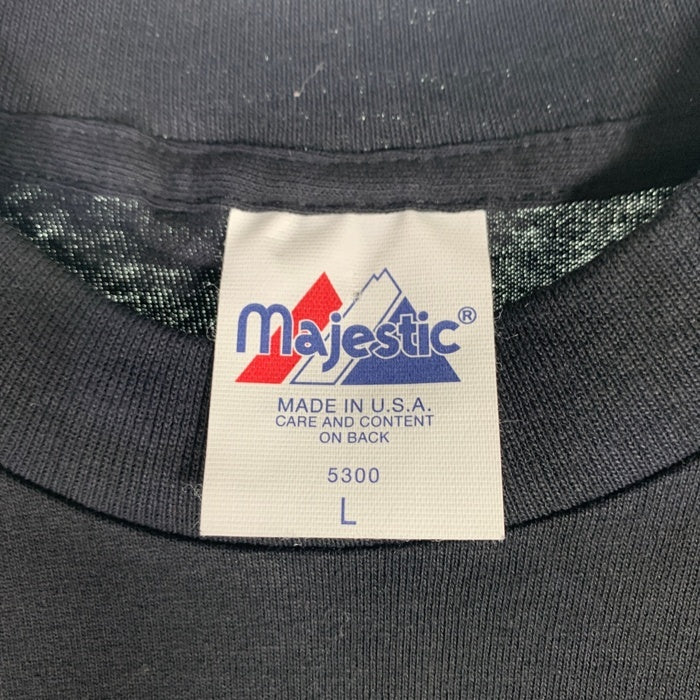 Majestic®
MADE IN U.S.A.
CARE AND CONTENT
ON BACK
5300
L